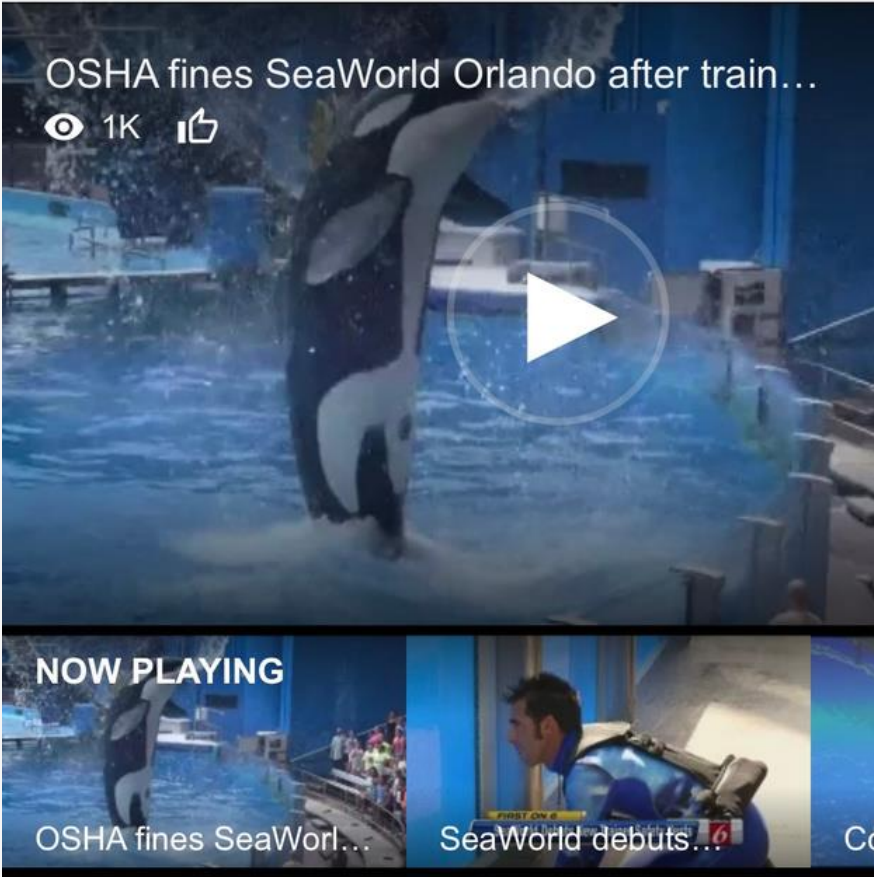 OSHA fines SeaWorld Orlando after train...
1K
NOW PLAYING
FIRST ON 6
6
OSHA fines SeaWorl...
SeaWorld debuts...
Co